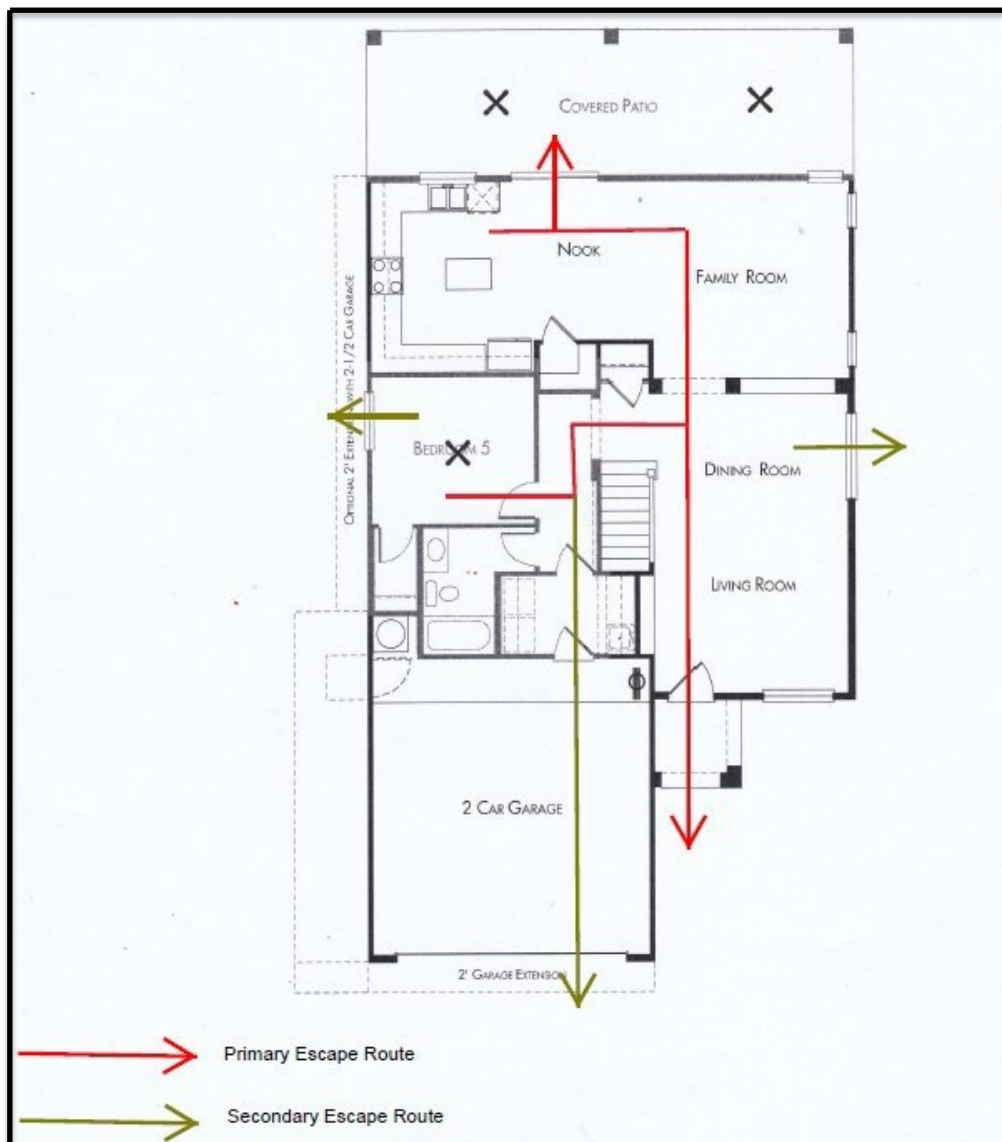 COVERED PATIO
NOOK
FAMILY ROOM
OPTIONAL 2' EXTENSION WITH 2-1/2 CAR GARAGE
BEDROOM 5
DINING ROOM
LIVING ROOM
2 CAR GARAGE
2' GARAGE EXTENSION
Primary Escape Route
Secondary Escape Route